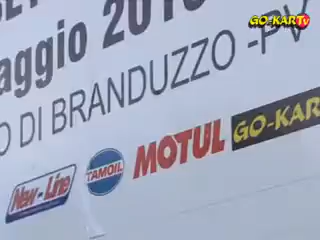 GO-KARTv
aggio 201
O DI BRANDUZZO -PV
New-Line TAMOIL MOTUL GO-KAR